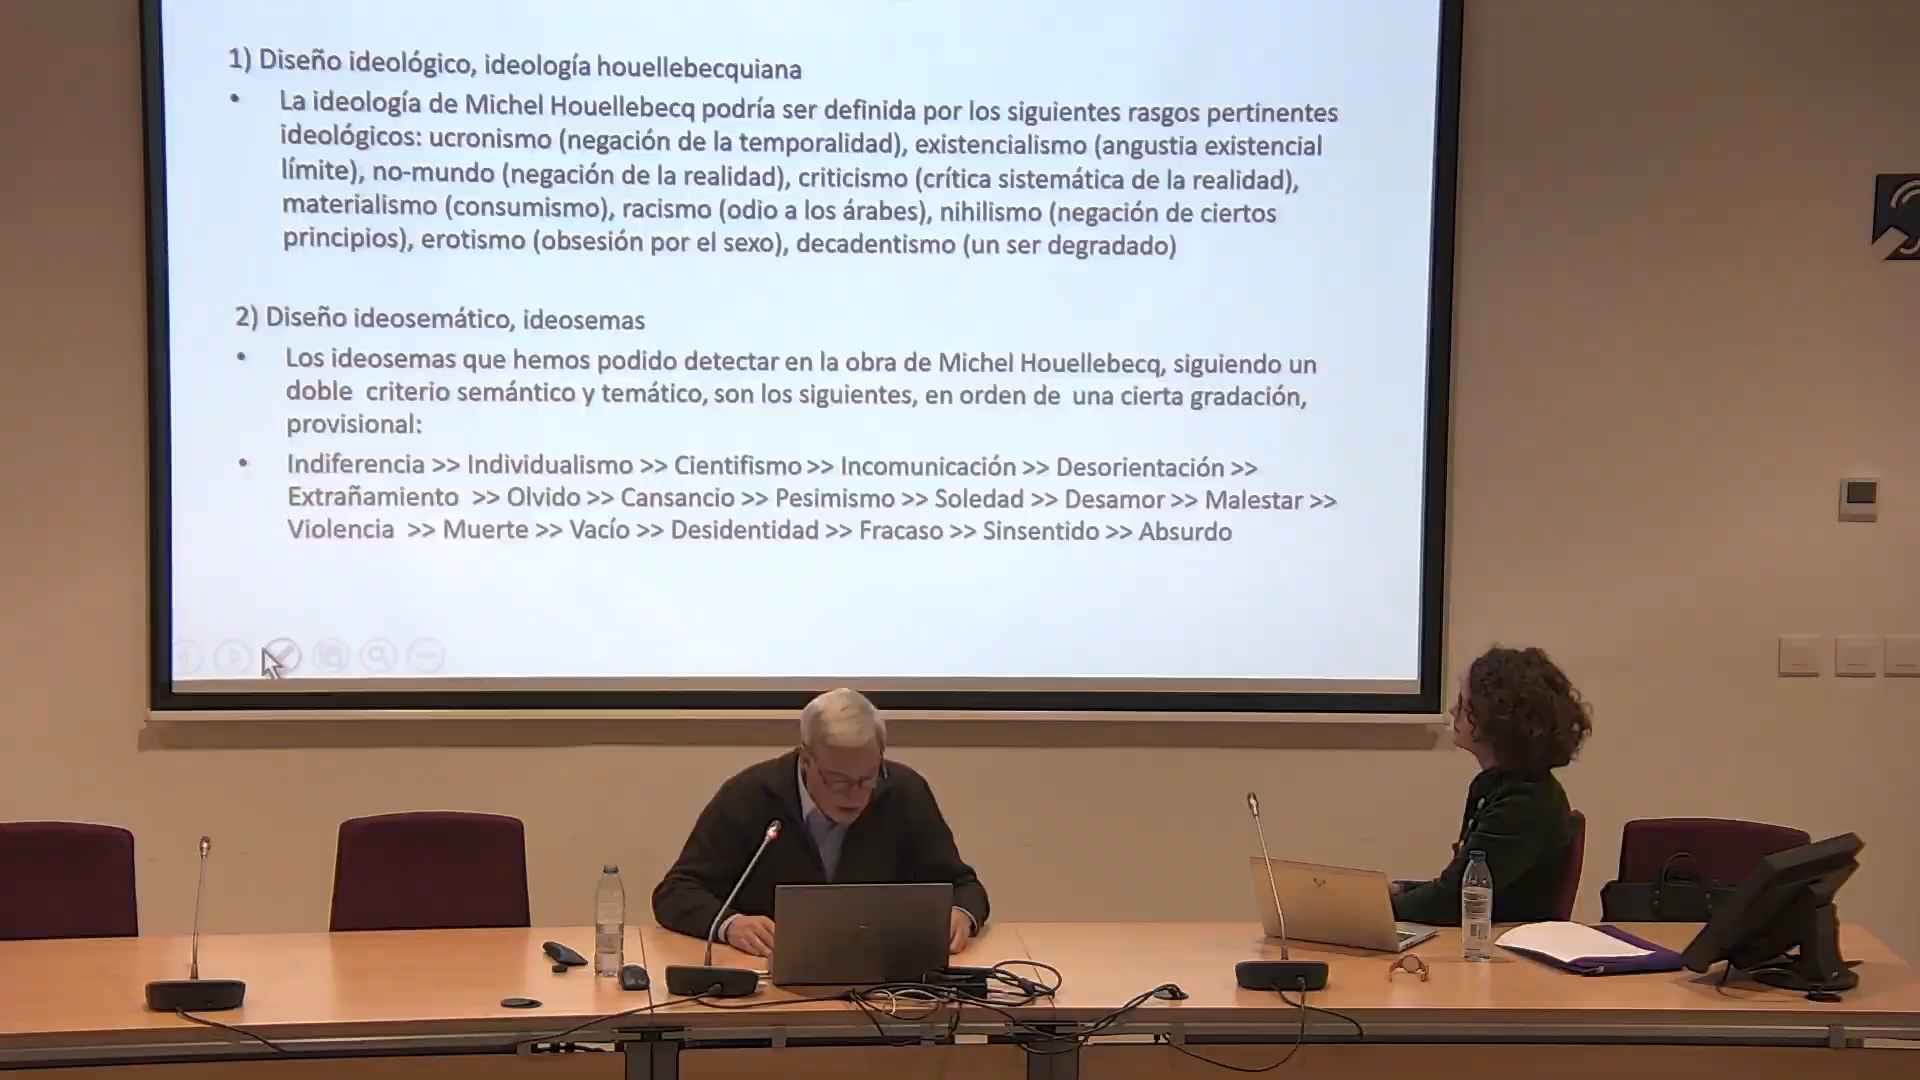 1) Diseño ideológico, ideología houellebecquiana
• La ideología de Michel Houellebecq podría ser definida por los siguientes rasgos pertinentes
ideológicos: ucronismo (negación de la temporalidad), existencialismo (angustia existencial
límite), no-mundo (negación de la realidad), criticismo (crítica sistemática de la realidad),
materialismo (consumismo), racismo (odio a los árabes), nihilismo (negación de ciertos
principios), erotismo (obsesión por el sexo), decadentismo (un ser degradado)
2) Diseño ideosemático, ideosemas
• Los ideosemas que hemos podido detectar en la obra de Michel Houellebecq, siguiendo un
doble criterio semántico y temático, son los siguientes, en orden de una cierta gradación,
provisional:
• Indiferencia >> Individualismo >> Cientifismo >> Incomunicación >> Desorientación >>
Extrañamiento >> Olvido >> Cansancio >> Pesimismo >> Soledad >> Desamor >> Malestar >>
Violencia >> Muerte >> Vacío >> Desidentidad >> Fracaso >> Sinsentido >> Absurdo